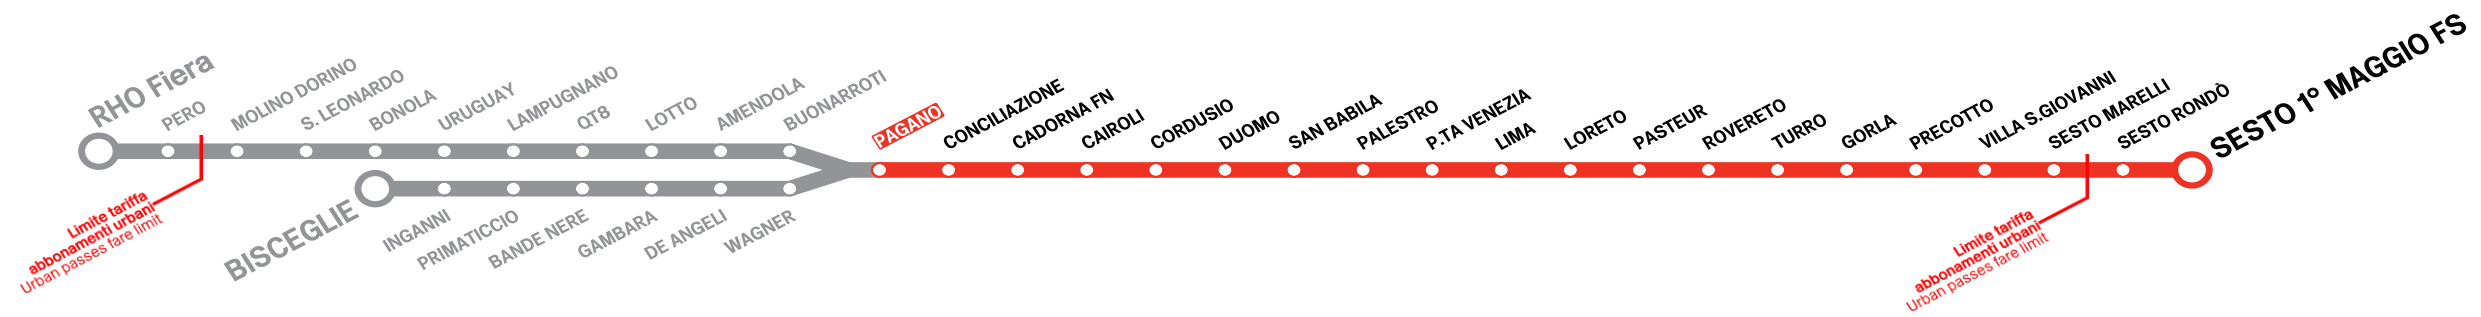 RHO Fiera
PERO
MOLINO DORINO
S. LEONARDO
BONOLA
URUGUAY
LAMPUGNANO
QT8
LOTTO
AMENDOLA
BUONARROTI
PAGANO
CONCILIAZIONE
CADORNA FN
CAIROLI
CORDUSIO
DUOMO
SAN BABILA
PALESTRO
P.TA VENEZIA
LIMA
LORETO
PASTEUR
ROVERETO
TURRO
GORLA
PRECOTTO
VILLA S.GIOVANNI
SESTO MARELLI
SESTO RONDÒ
SESTO 1° MAGGIO FS
Limite tariffa
abbonamenti urbani
Urban passes fare limit
BISCEGLIE
INGANNI
PRIMATICCIO
BANDE NERE
GAMBARA
DE ANGELI
WAGNER
Limite tariffa
abbonamenti urbani
Urban passes fare limit